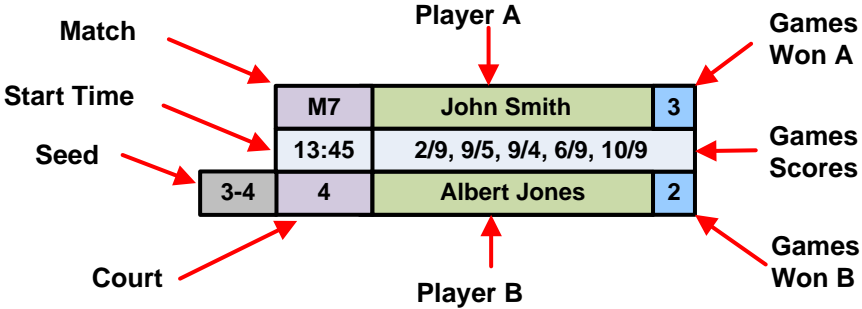 Player A
Match
Games
Won A
Start Time
M7
John Smith
3
13:45
2/9, 9/5, 9/4, 6/9, 10/9
Games
Scores
Seed
3-4
4
Albert Jones
2
Court
Player B
Games
Won B